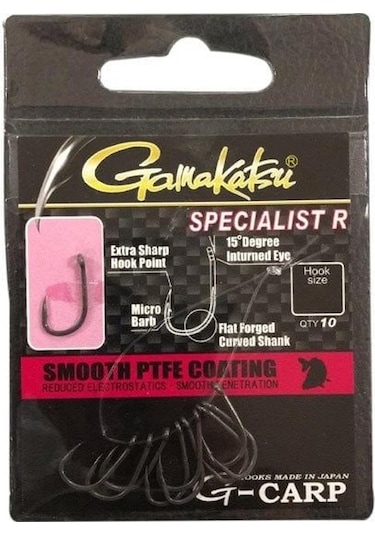 Gamakatsu®
SPECIALIST R
Extra Sharp
Hook Point
15° Degree
Inturned Eye
Hook
size
Micro
Barb
Flat Forged
Curved Shank
QTY 10
SMOOTH PTFE COATING
REDUCED ELECTROSTATICS - SMOOTH PENETRATION
HOOKS MADE IN JAPAN
G-CARP